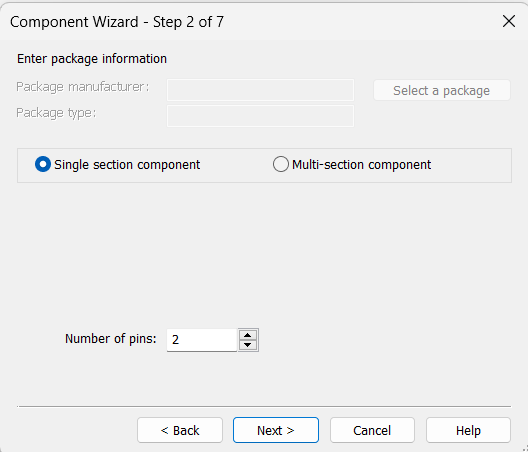 Component Wizard - Step 2 of 7
Enter package information
Package manufacturer:
Select a package
Package type:
Single section component
Multi-section component
Number of pins:
2
< Back
Next >
Cancel
Help